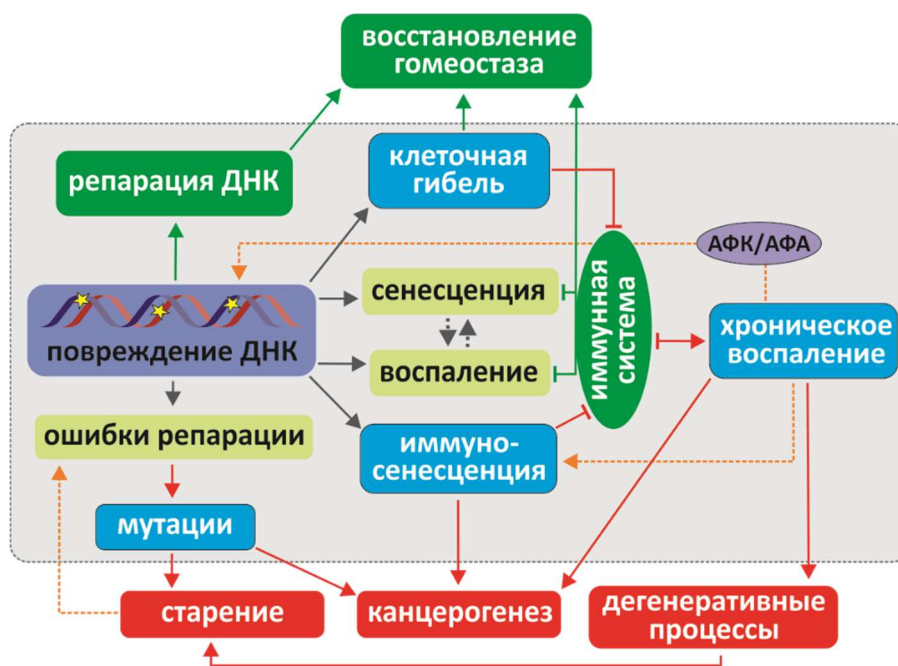 восстановление
гомеостаза
клеточная
гибель
репарация ДНК
АФК/АФА
иммунная
система
сенесценция
хроническое
воспаление
повреждение ДНК
воспаление
ошибки репарации
иммуно-
сенесценция
мутации
старение
канцерогенез
дегенеративные
процессы